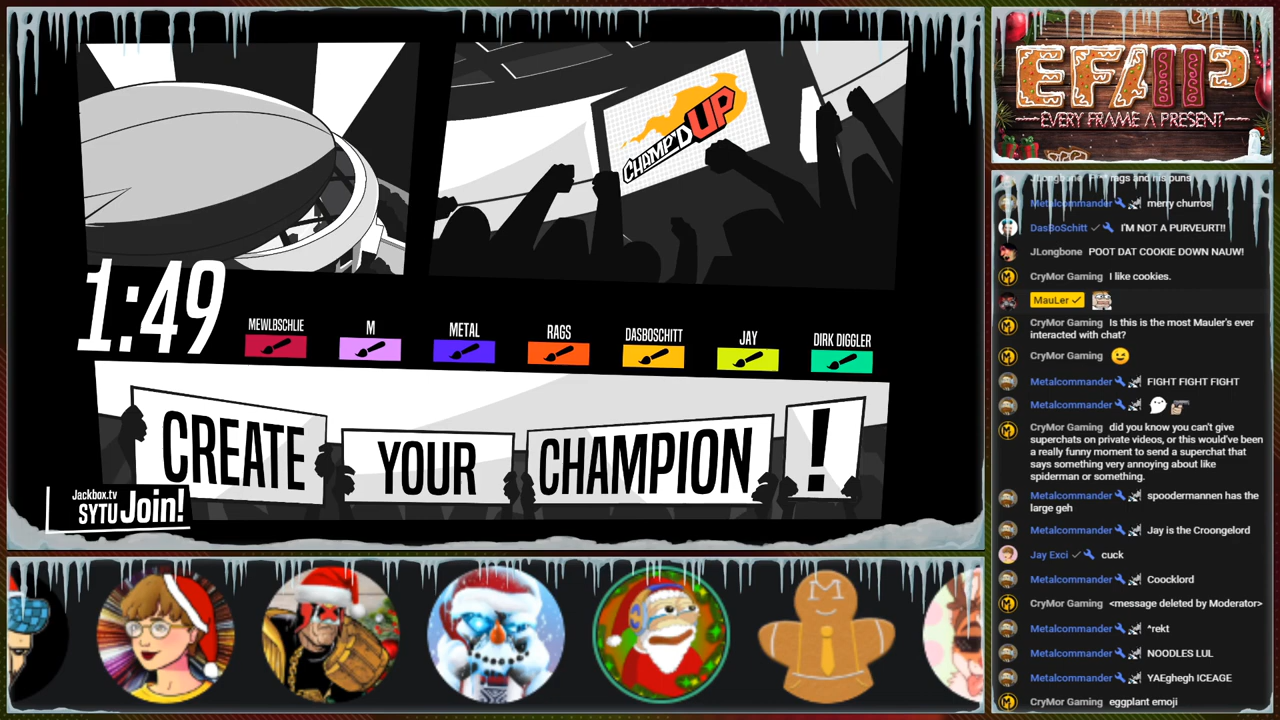 CHAMP'D UP
1:49
MEWLBSCHLIE
M
METAL
RAGS
DASBOSCHITT
JAY
DIRK DIGGLER
CREATE
YOUR
CHAMPION
!
Jackbox.tv
SYTU Join!
EFAP
EVERY FRAME A PRESENT
rags and his puns
Metalcommander merry churros
DasBoSchitt I'M NOT A PURVEURT!!
JLongbone POOT DAT COOKIE DOWN NAUW!
CryMor Gaming I like cookies.
MauLer
CryMor Gaming Is this is the most Mauler's ever
interacted with chat?
CryMor Gaming
Metalcommander FIGHT FIGHT FIGHT
Metalcommander
CryMor Gaming did you know you can't give
superchats on private videos, or this would've been
a really funny moment to send a superchat that
says something very annoying about like
spiderman or something.
Metalcommander spoodermannen has the
large geh
Metalcommander Jay is the Croongelord
Jay Exci cuck
Metalcommander Coocklord
CryMor Gaming <message deleted by Moderator>
Metalcommander ^rekt
Metalcommander NOODLES LUL
Metalcommander YAEghegh ICEAGE
CryMor Gaming eggplant emoji
M